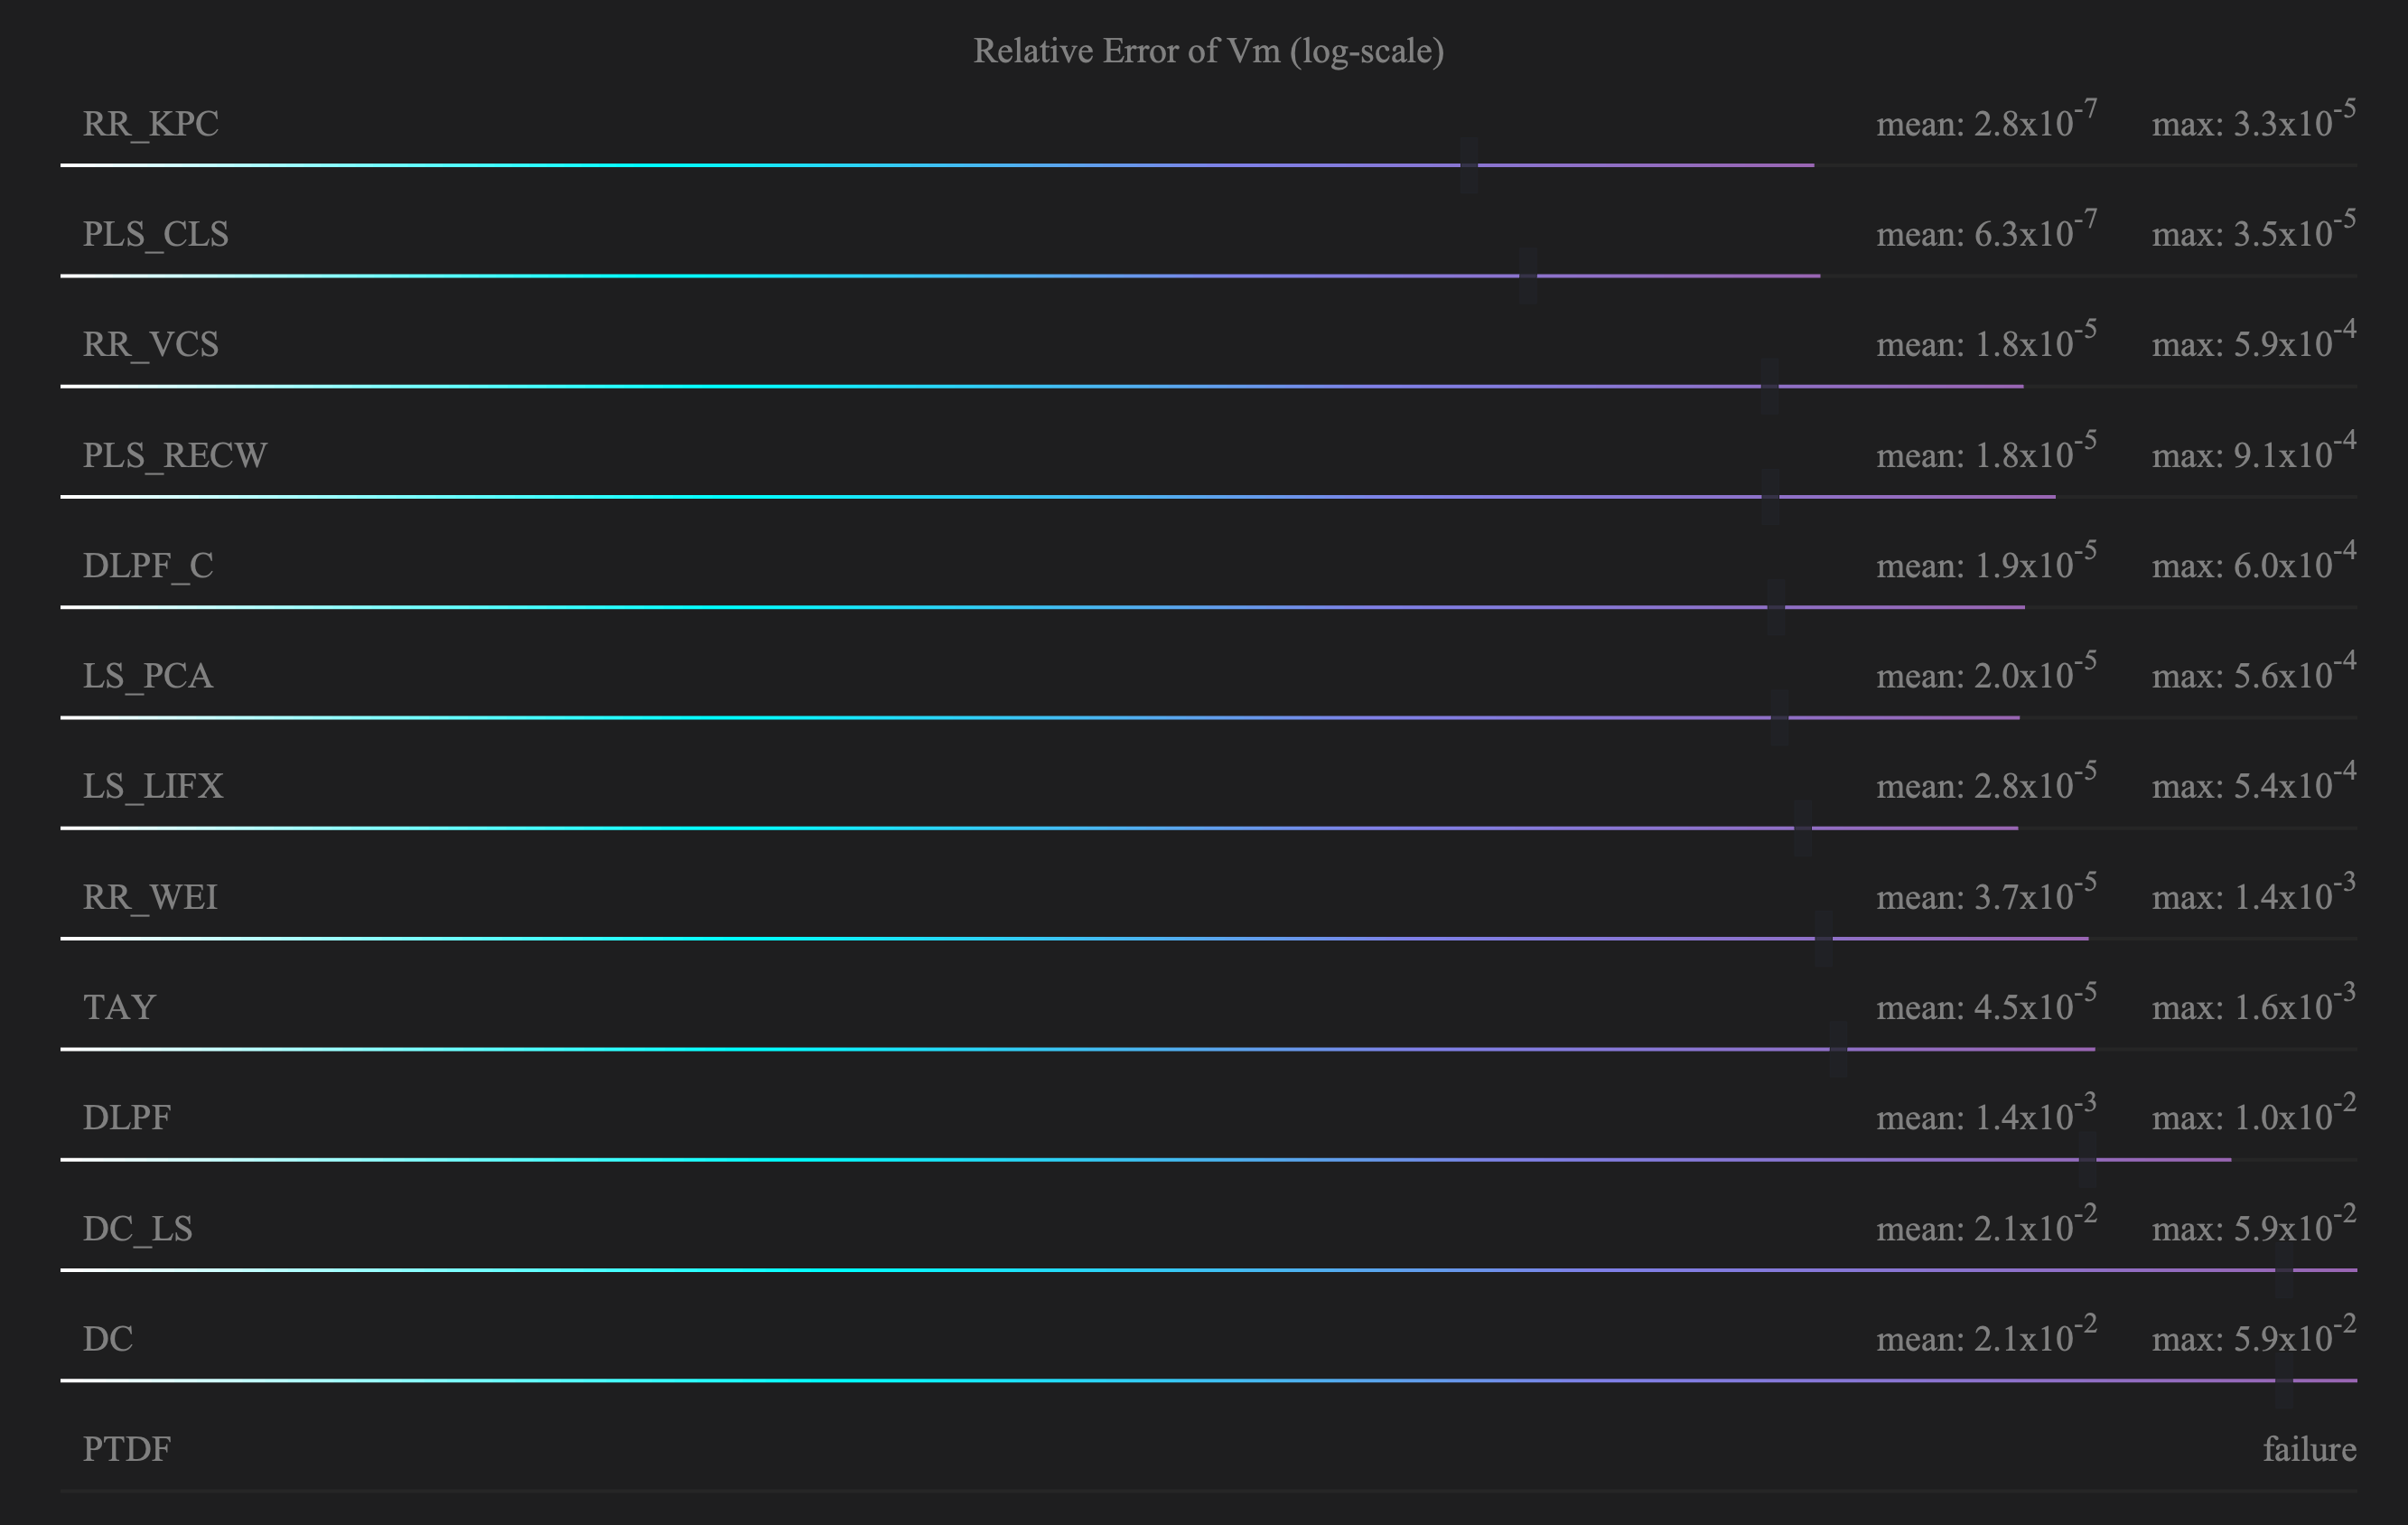 Relative Error of Vm (log-scale)
RR_KPC mean: 2.8x10⁻⁷ max: 3.3x10⁻⁵
PLS_CLS mean: 6.3x10⁻⁷ max: 3.5x10⁻⁵
RR_VCS mean: 1.8x10⁻⁵ max: 5.9x10⁻⁴
PLS_RECW mean: 1.8x10⁻⁵ max: 9.1x10⁻⁴
DLPF_C mean: 1.9x10⁻⁵ max: 6.0x10⁻⁴
LS_PCA mean: 2.0x10⁻⁵ max: 5.6x10⁻⁴
LS_LIFX mean: 2.8x10⁻⁵ max: 5.4x10⁻⁴
RR_WEI mean: 3.7x10⁻⁵ max: 1.4x10⁻³
TAY mean: 4.5x10⁻⁵ max: 1.6x10⁻³
DLPF mean: 1.4x10⁻³ max: 1.0x10⁻²
DC_LS mean: 2.1x10⁻² max: 5.9x10⁻²
DC mean: 2.1x10⁻² max: 5.9x10⁻²
PTDF failure